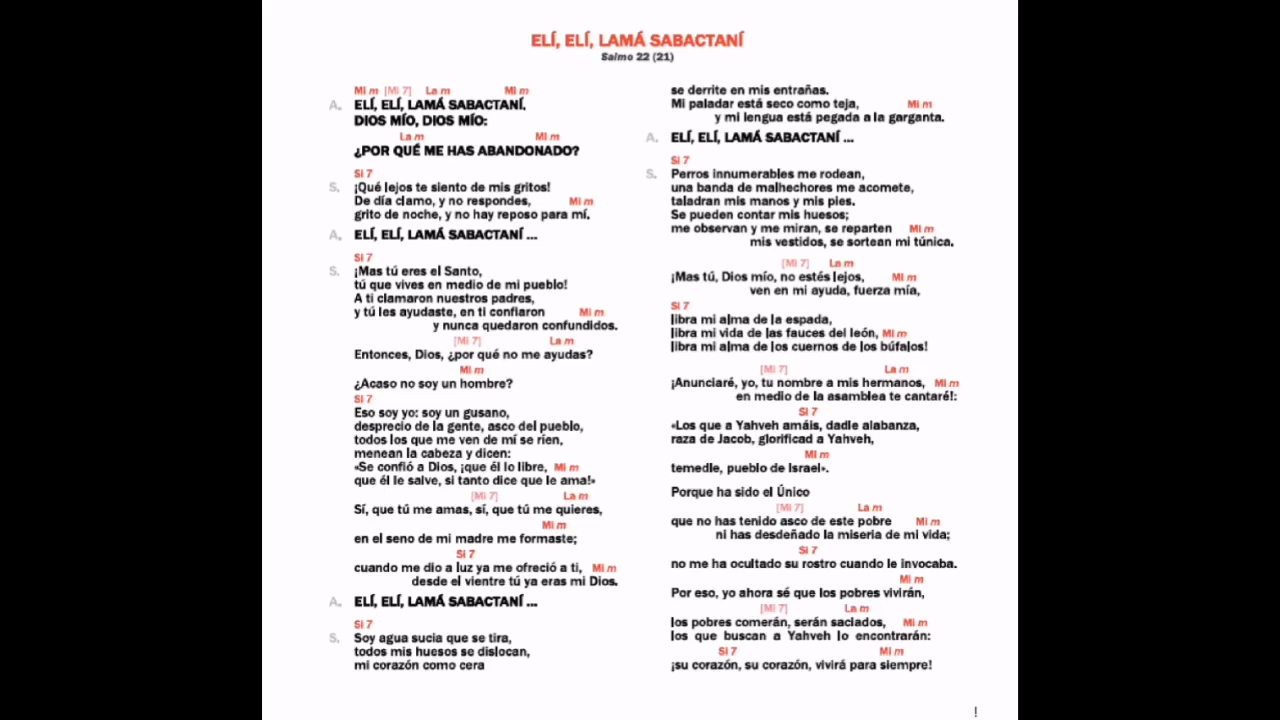 ELÍ, ELÍ, LAMÁ SABACTANÍ
Salmo 22 (21)
Mi m [Mi 7] La m Mi m
A. ELÍ, ELÍ, LAMÁ SABACTANÍ,
DIOS MÍO, DIOS MÍO:
La m Mi m
¿POR QUÉ ME HAS ABANDONADO?
Si 7
S. ¡Qué lejos te siento de mis gritos!
De día clamo, y no respondes, Mi m
grito de noche, y no hay reposo para mí.
A. ELÍ, ELÍ, LAMÁ SABACTANÍ ...
Si 7
S. ¡Mas tú eres el Santo,
tú que vives en medio de mi pueblo!
A ti clamaron nuestros padres,
y tú les ayudaste, en ti confiaron Mi m
y nunca quedaron confundidos.
[Mi 7] La m
Entonces, Dios, ¿por qué no me ayudas?
Mi m
¿Acaso no soy un hombre?
Si 7
Eso soy yo: soy un gusano,
desprecio de la gente, asco del pueblo,
todos los que me ven de mí se ríen,
menean la cabeza y dicen:
«Se confió a Dios, ¡que él lo libre, Mi m
que él le salve, si tanto dice que le ama!»
[Mi 7] La m
Sí, que tú me amas, sí, que tú me quieres,
Mi m
en el seno de mi madre me formaste;
Si 7
cuando me dio a luz ya me ofreció a ti, Mi m
desde el vientre tú ya eras mi Dios.
A. ELÍ, ELÍ, LAMÁ SABACTANÍ ...
Si 7
S. Soy agua sucia que se tira,
todos mis huesos se dislocan,
mi corazón como cera
se derrite en mis entrañas.
Mi paladar está seco como teja, Mi m
y mi lengua está pegada a la garganta.
A. ELÍ, ELÍ, LAMÁ SABACTANÍ ...
Si 7
S. Perros innumerables me rodean,
una banda de malhechores me acomete,
taladran mis manos y mis pies.
Se pueden contar mis huesos;
me observan y me miran, se reparten Mi m
mis vestidos, se sortean mi túnica.
[Mi 7] La m
¡Mas tú, Dios mío, no estés lejos, Mi m
ven en mi ayuda, fuerza mía,
Si 7
libra mi alma de la espada,
libra mi vida de las fauces del león, Mi m
libra mi alma de los cuernos de los búfalos!
[Mi 7] La m
¡Anunciaré, yo, tu nombre a mis hermanos, Mi m
en medio de la asamblea te cantaré!:
Si 7
«Los que a Yahveh amáis, dadle alabanza,
raza de Jacob, glorificad a Yahveh,
Mi m
temedle, pueblo de Israel».
Porque ha sido el Único
[Mi 7] La m
que no has tenido asco de este pobre Mi m
ni has desdeñado la miseria de mi vida;
Si 7
no me ha ocultado su rostro cuando le invocaba.
Mi m
Por eso, yo ahora sé que los pobres vivirán,
[Mi 7] La m
los pobres comerán, serán saciados, Mi m
los que buscan a Yahveh lo encontrarán:
Si 7 Mi m
¡su corazón, su corazón, vivirá para siempre!
!